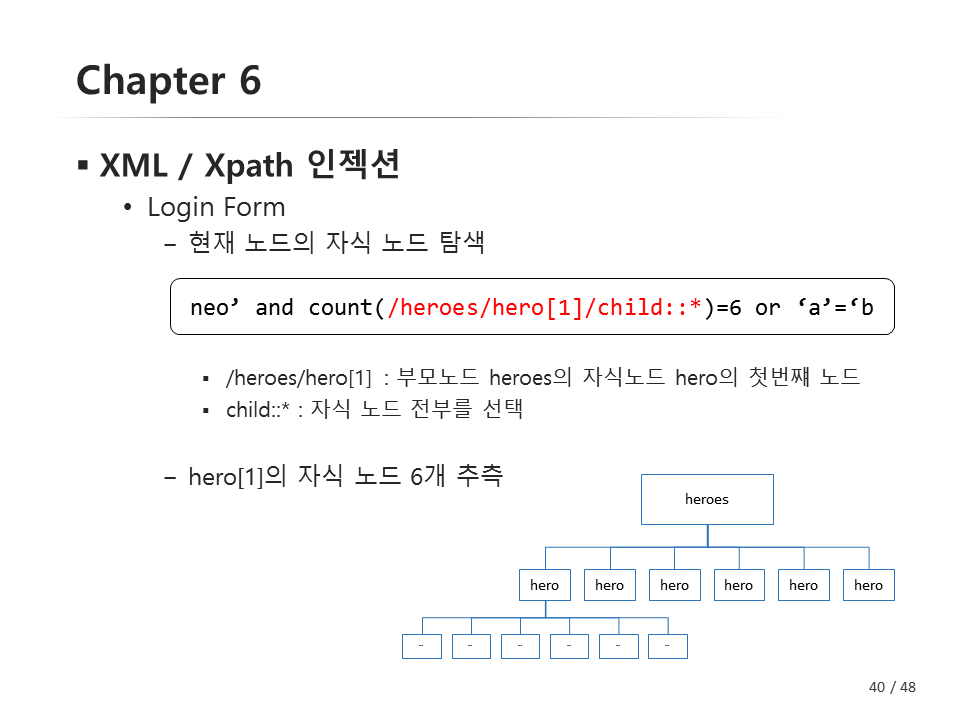 Chapter 6
▪ XML / Xpath 인젝션
• Login Form
– 현재 노드의 자식 노드 탐색
neo’ and count(/heroes/hero[1]/child::*)=6 or ‘a’=‘b
▪ /heroes/hero[1] : 부모노드 heroes의 자식노드 hero의 첫번째 노드
▪ child::* : 자식 노드 전부를 선택
– hero[1]의 자식 노드 6개 추측
heroes
hero hero hero hero hero hero
... ... ... ... ... ...
40 / 48